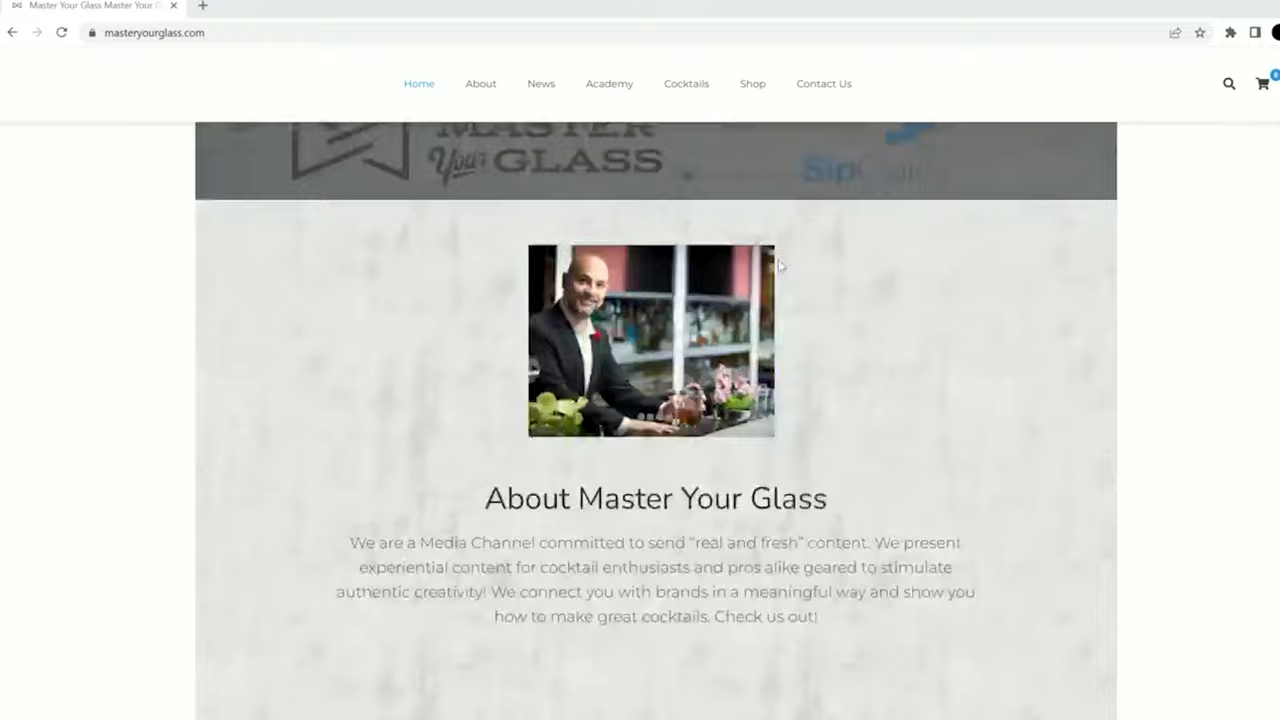 Master Your Glass Master Your G
masteryourglass.com
Home About News Academy Cocktails Shop Contact Us
0
MASTER
Your GLASS
Sip
About Master Your Glass
We are a Media Channel committed to send “real and fresh” content. We present
experiential content for cocktail enthusiasts and pros alike geared to stimulate
authentic creativity! We connect you with brands in a meaningful way and show you
how to make great cocktails. Check us out!